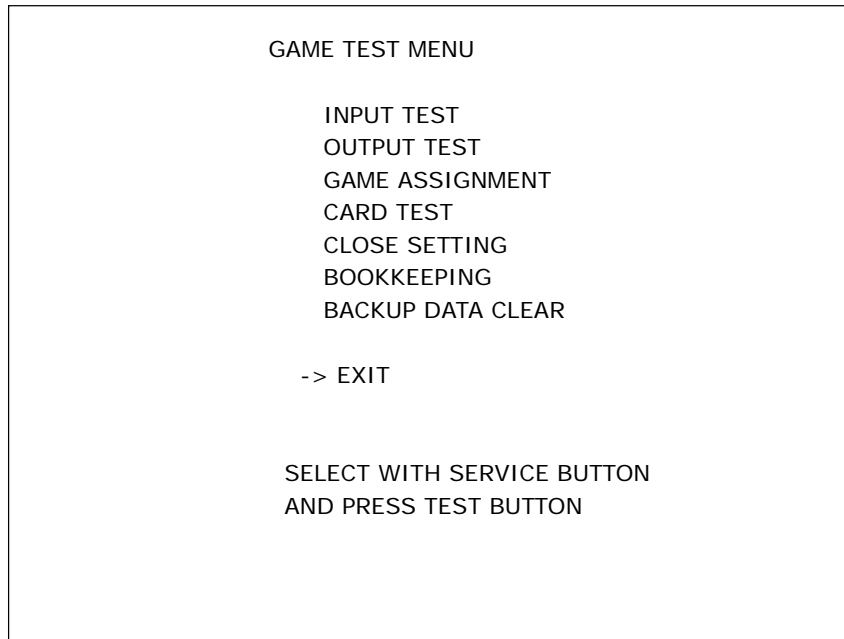 GAME TEST MENU
INPUT TEST
OUTPUT TEST
GAME ASSIGNMENT
CARD TEST
CLOSE SETTING
BOOKKEEPING
BACKUP DATA CLEAR
-> EXIT
SELECT WITH SERVICE BUTTON
AND PRESS TEST BUTTON